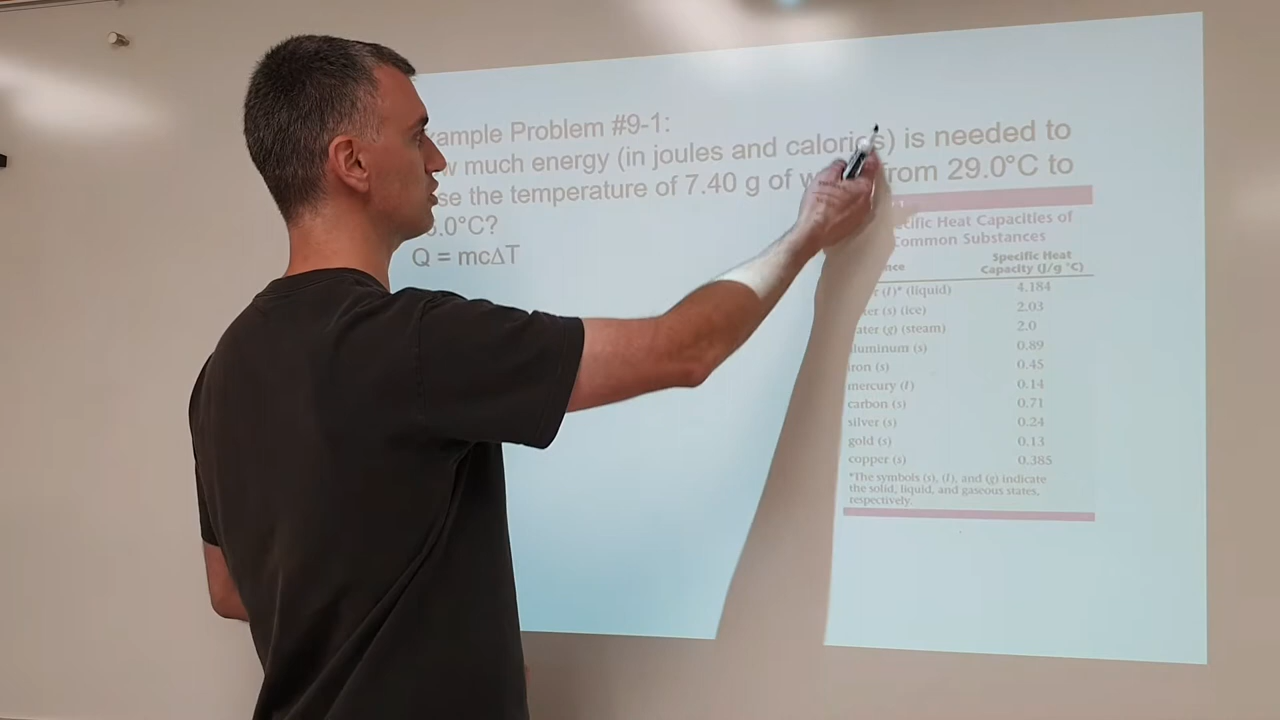 xample Problem #9-1:
w much energy (in joules and calories) is needed to
se the temperature of 7.40 g of from 29.0°C to
.0°C?
Q = mc∆T
cific Heat Capacities of
Common Substances
nce Specific Heat
Capacity (J/g °C)
r (l)* (liquid) 4.184
ter (s) (ice) 2.03
ater (g) (steam) 2.0
luminum (s) 0.89
iron (s) 0.45
mercury (l) 0.14
carbon (s) 0.71
silver (s) 0.24
gold (s) 0.13
copper (s) 0.385
*The symbols (s), (l), and (g) indicate
the solid, liquid, and gaseous states,
respectively.